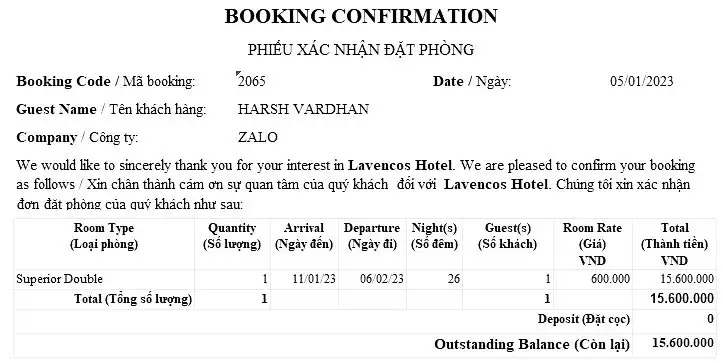 BOOKING CONFIRMATION
PHIẾU XÁC NHẬN ĐẶT PHÒNG
Booking Code / Mã booking: 2065 Date / Ngày: 05/01/2023
Guest Name / Tên khách hàng: HARSH VARDHAN
Company / Công ty: ZALO
We would like to sincerely thank you for your interest in Lavencos Hotel. We are pleased to confirm your booking
as follows / Xin chân thành cám ơn sự quan tâm của quý khách đối với Lavencos Hotel. Chúng tôi xin xác nhận
đơn đặt phòng của quý khách như sau:
Room Type Quantity Arrival Departure Night(s) Guest(s) Room Rate Total
(Loại phòng) (Số lượng) (Ngày đến) (Ngày đi) (Số đêm) (Số khách) (Giá) (Thành tiền)
VND VND
Superior Double 1 11/01/23 06/02/23 26 1 600.000 15.600.000
Total (Tổng số lượng) 1 1 15.600.000
Deposit (Đặt cọc) 0
Outstanding Balance (Còn lại) 15.600.000